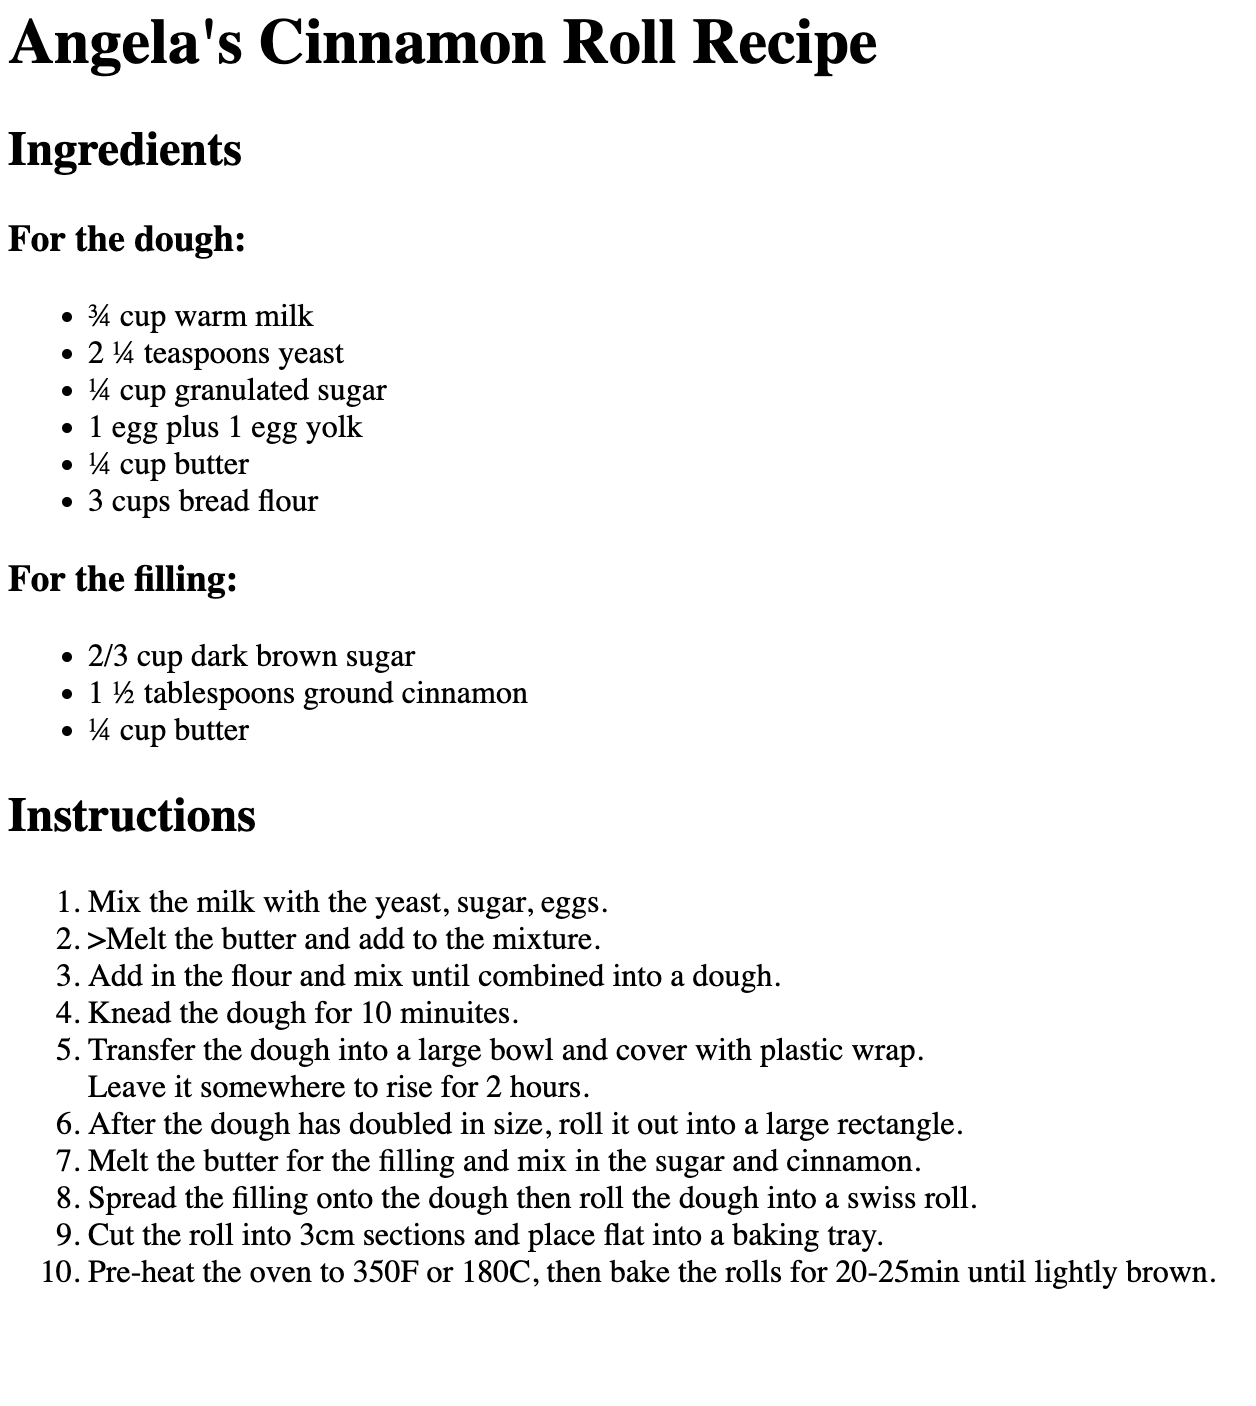 Angela's Cinnamon Roll Recipe
Ingredients
For the dough:
• ¾ cup warm milk
• 2 ¼ teaspoons yeast
• ¼ cup granulated sugar
• 1 egg plus 1 egg yolk
• ¼ cup butter
• 3 cups bread flour
For the filling:
• 2/3 cup dark brown sugar
• 1 ½ tablespoons ground cinnamon
• ¼ cup butter
Instructions
1. Mix the milk with the yeast, sugar, eggs.
2. >Melt the butter and add to the mixture.
3. Add in the flour and mix until combined into a dough.
4. Knead the dough for 10 minuites.
5. Transfer the dough into a large bowl and cover with plastic wrap.
Leave it somewhere to rise for 2 hours.
6. After the dough has doubled in size, roll it out into a large rectangle.
7. Melt the butter for the filling and mix in the sugar and cinnamon.
8. Spread the filling onto the dough then roll the dough into a swiss roll.
9. Cut the roll into 3cm sections and place flat into a baking tray.
10. Pre-heat the oven to 350F or 180C, then bake the rolls for 20-25min until lightly brown.